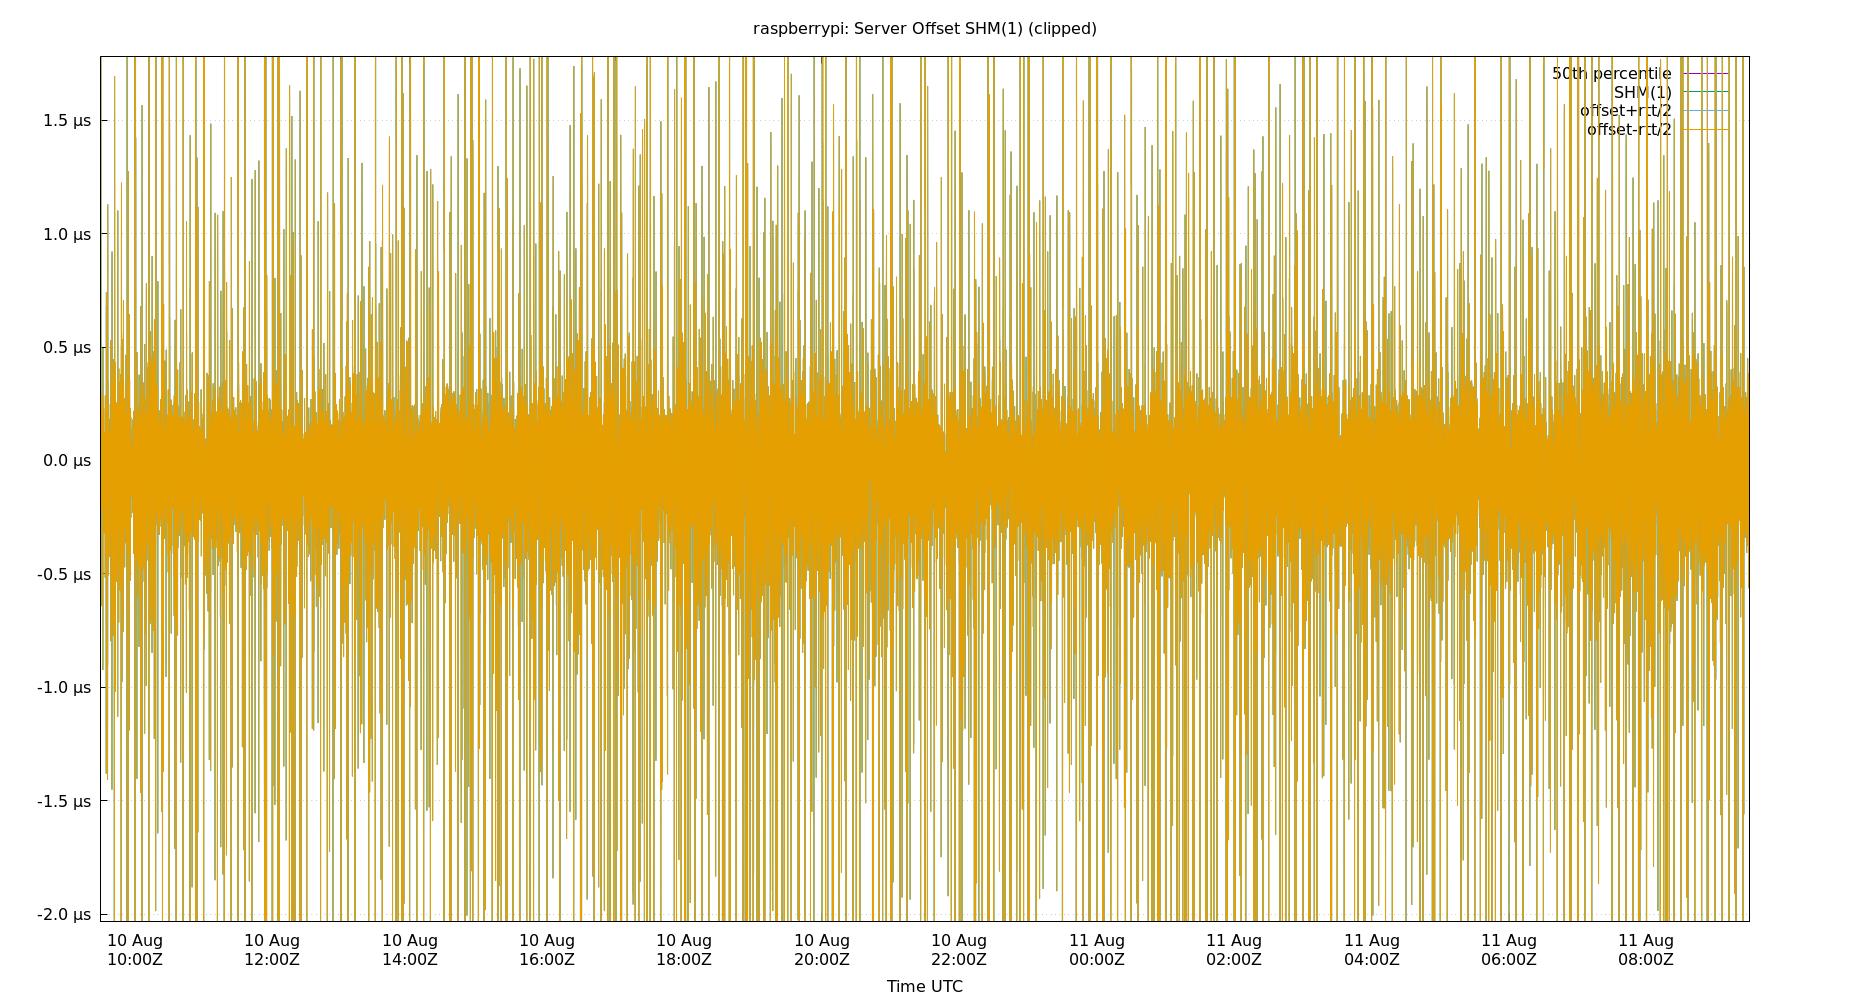 raspberrypi: Server Offset SHM(1) (clipped)
50th percentile
SHM(1)
offset+rtt/2
offset-rtt/2
1.5 µs
1.0 µs
0.5 µs
0.0 µs
-0.5 µs
-1.0 µs
-1.5 µs
-2.0 µs
10 Aug 10 Aug 10 Aug 10 Aug 10 Aug 10 Aug 10 Aug 11 Aug 11 Aug 11 Aug 11 Aug 11 Aug
10:00Z 12:00Z 14:00Z 16:00Z 18:00Z 20:00Z 22:00Z 00:00Z 02:00Z 04:00Z 06:00Z 08:00Z
Time UTC